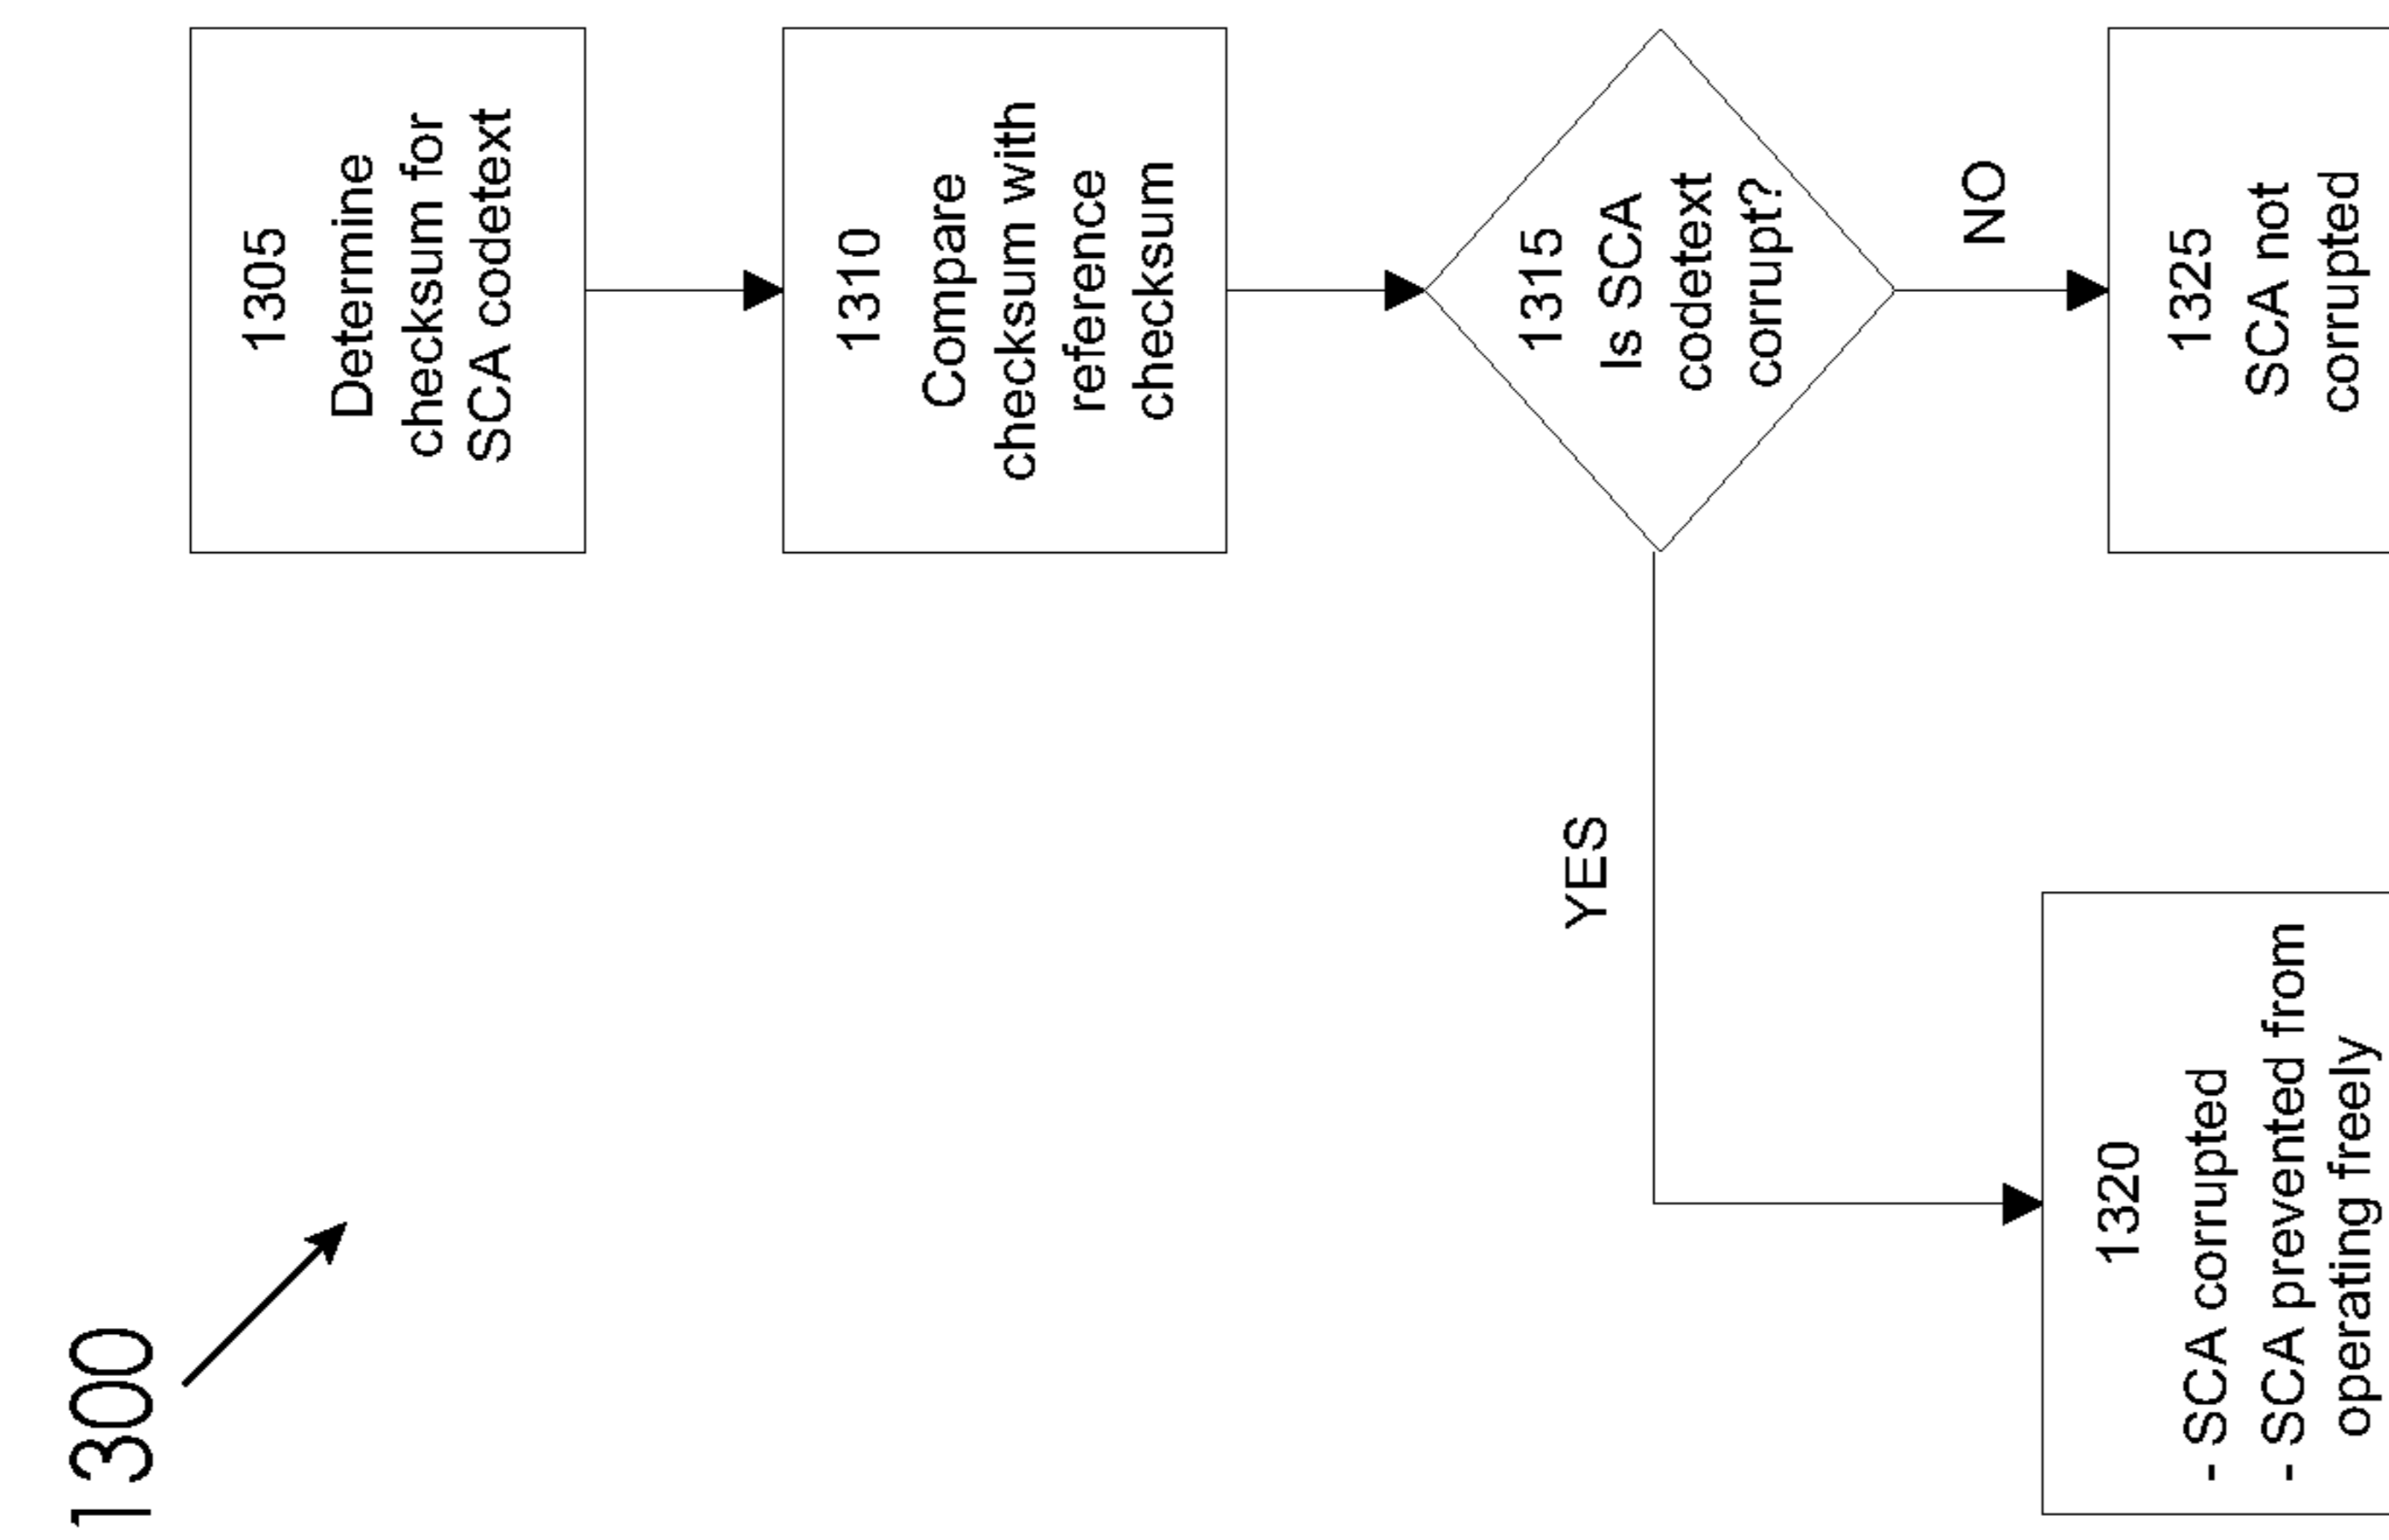 1300
1305
Determine
checksum for
SCA codetext
1310
Compare
checksum with
reference
checksum
1315
Is SCA
codetext
corrupt?
YES
NO
1320
- SCA corrupted
- SCA prevented from
operating freely
1325
SCA not
corrupted